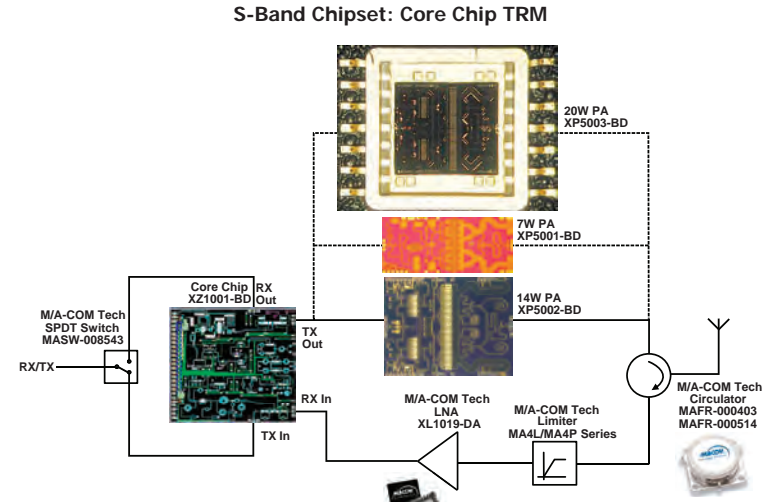 S-Band Chipset: Core Chip TRM
20W PA
XP5003-BD
7W PA
XP5001-BD
14W PA
XP5002-BD
Core Chip
XZ1001-BD
RX
Out
M/A-COM Tech
SPDT Switch
MASW-008543
RX/TX
TX
Out
RX In
TX In
M/A-COM Tech
LNA
XL1019-DA
M/A-COM Tech
Limiter
MA4L/MA4P Series
M/A-COM Tech
Circulator
MAFR-000403
MAFR-000514
MACOM
MACOM